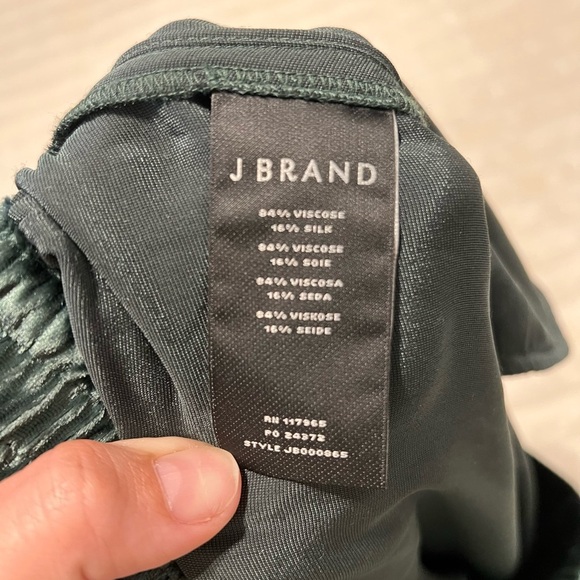 J BRAND
84% VISCOSE
16% SILK
84% VISCOSE
16% SOIE
84% VISCOSA
16% SEDA
84% VISKOSE
16% SEIDE
RN 117965
PO 24372
STYLE JB000865